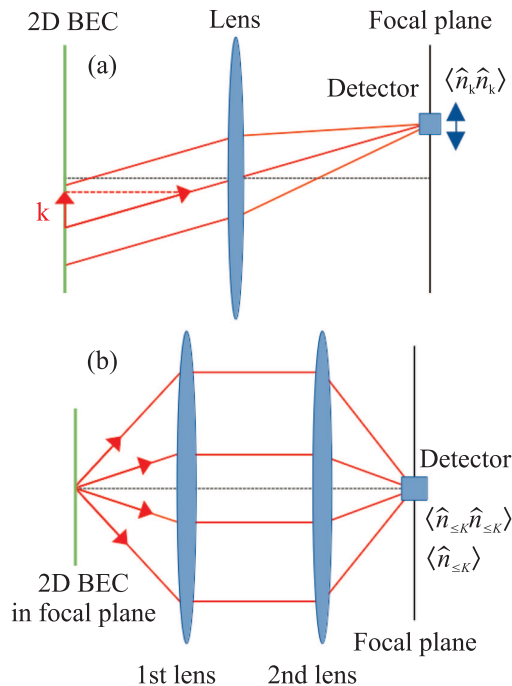 2D BEC
Lens
Focal plane
(a)
Detector
⟨n̂ₖn̂ₖ⟩
k
(b)
Detector
⟨n̂≤K n̂≤K⟩
⟨n̂≤K⟩
2D BEC
in focal plane
Focal plane
1st lens
2nd lens